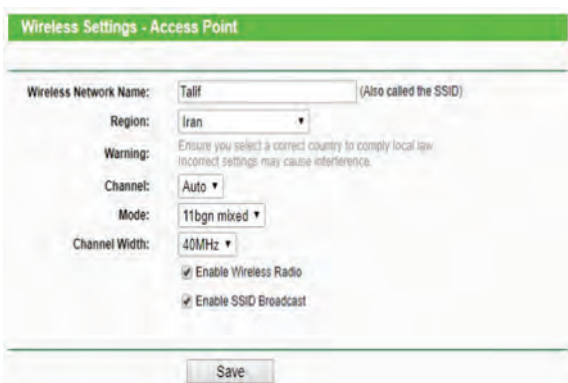 Wireless Settings - Access Point
Wireless Network Name: Talif (Also called the SSID)
Region: Iran
Warning: Ensure you select a correct country to comply local law.
Incorrect settings may cause interference.
Channel: Auto
Mode: 11bgn mixed
Channel Width: 40MHz
Enable Wireless Radio
Enable SSID Broadcast
Save